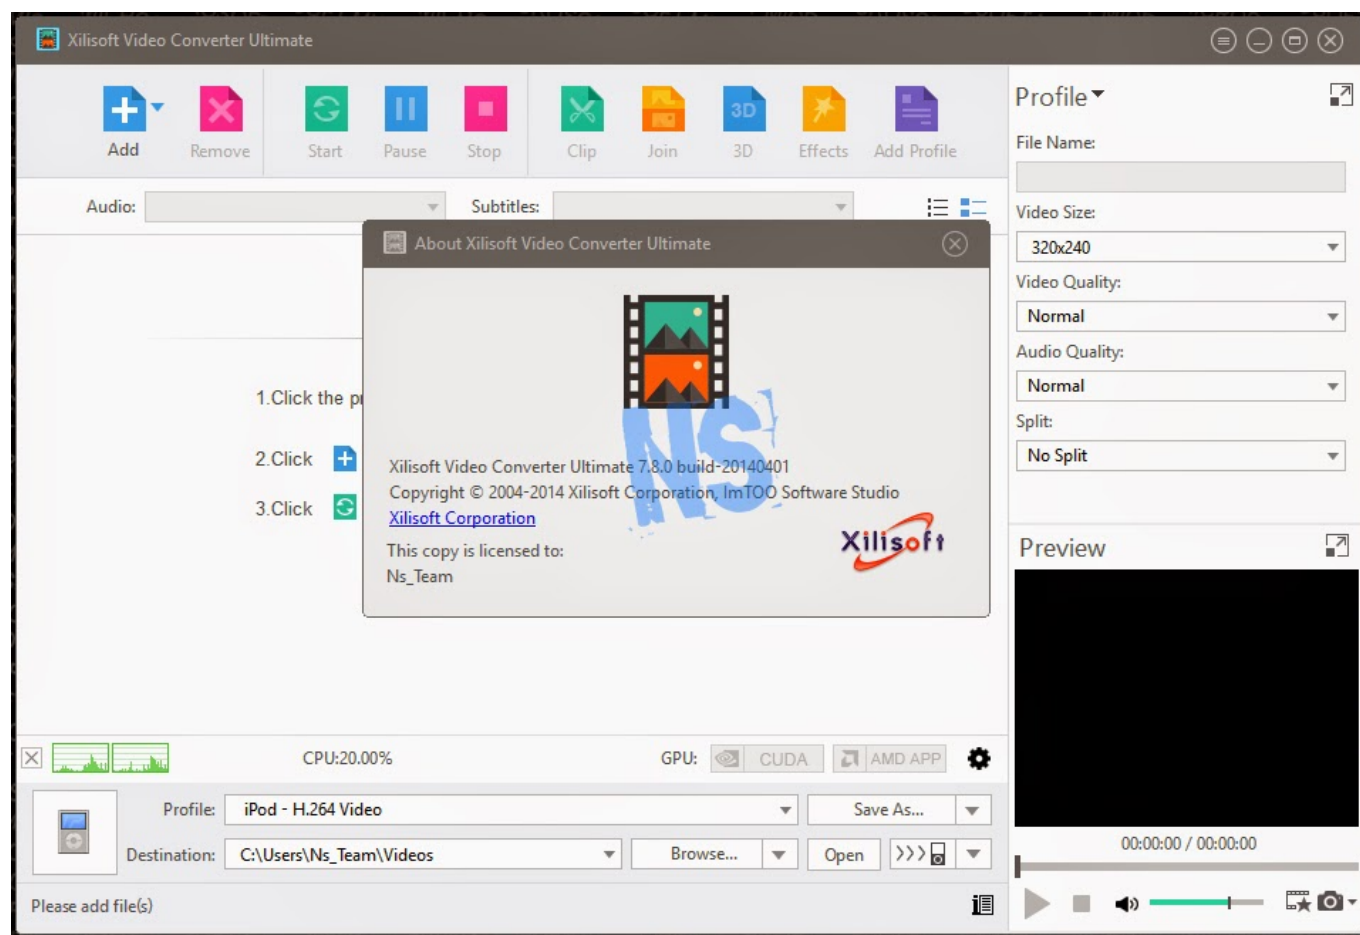 Xilisoft Video Converter Ultimate
Add
Remove
Start
Pause
Stop
Clip
Join
3D
3D
Effects
Add Profile
Audio:
Subtitles:
Profile
File Name:
Video Size:
320x240
Video Quality:
Normal
Audio Quality:
Normal
Split:
No Split
About Xilisoft Video Converter Ultimate
NS
Xilisoft Video Converter Ultimate 7.8.0 build-20140401
Copyright © 2004-2014 Xilisoft Corporation, ImTOO Software Studio
Xilisoft Corporation
This copy is licensed to:
Ns_Team
Xilisoft
1.Click the
2.Click
3.Click
Preview
00:00:00 / 00:00:00
CPU:20.00%
GPU:
CUDA
AMD APP
Profile:
iPod - H.264 Video
Save As...
Destination:
C:\Users\Ns_Team\Videos
Browse...
Open
Please add file(s)